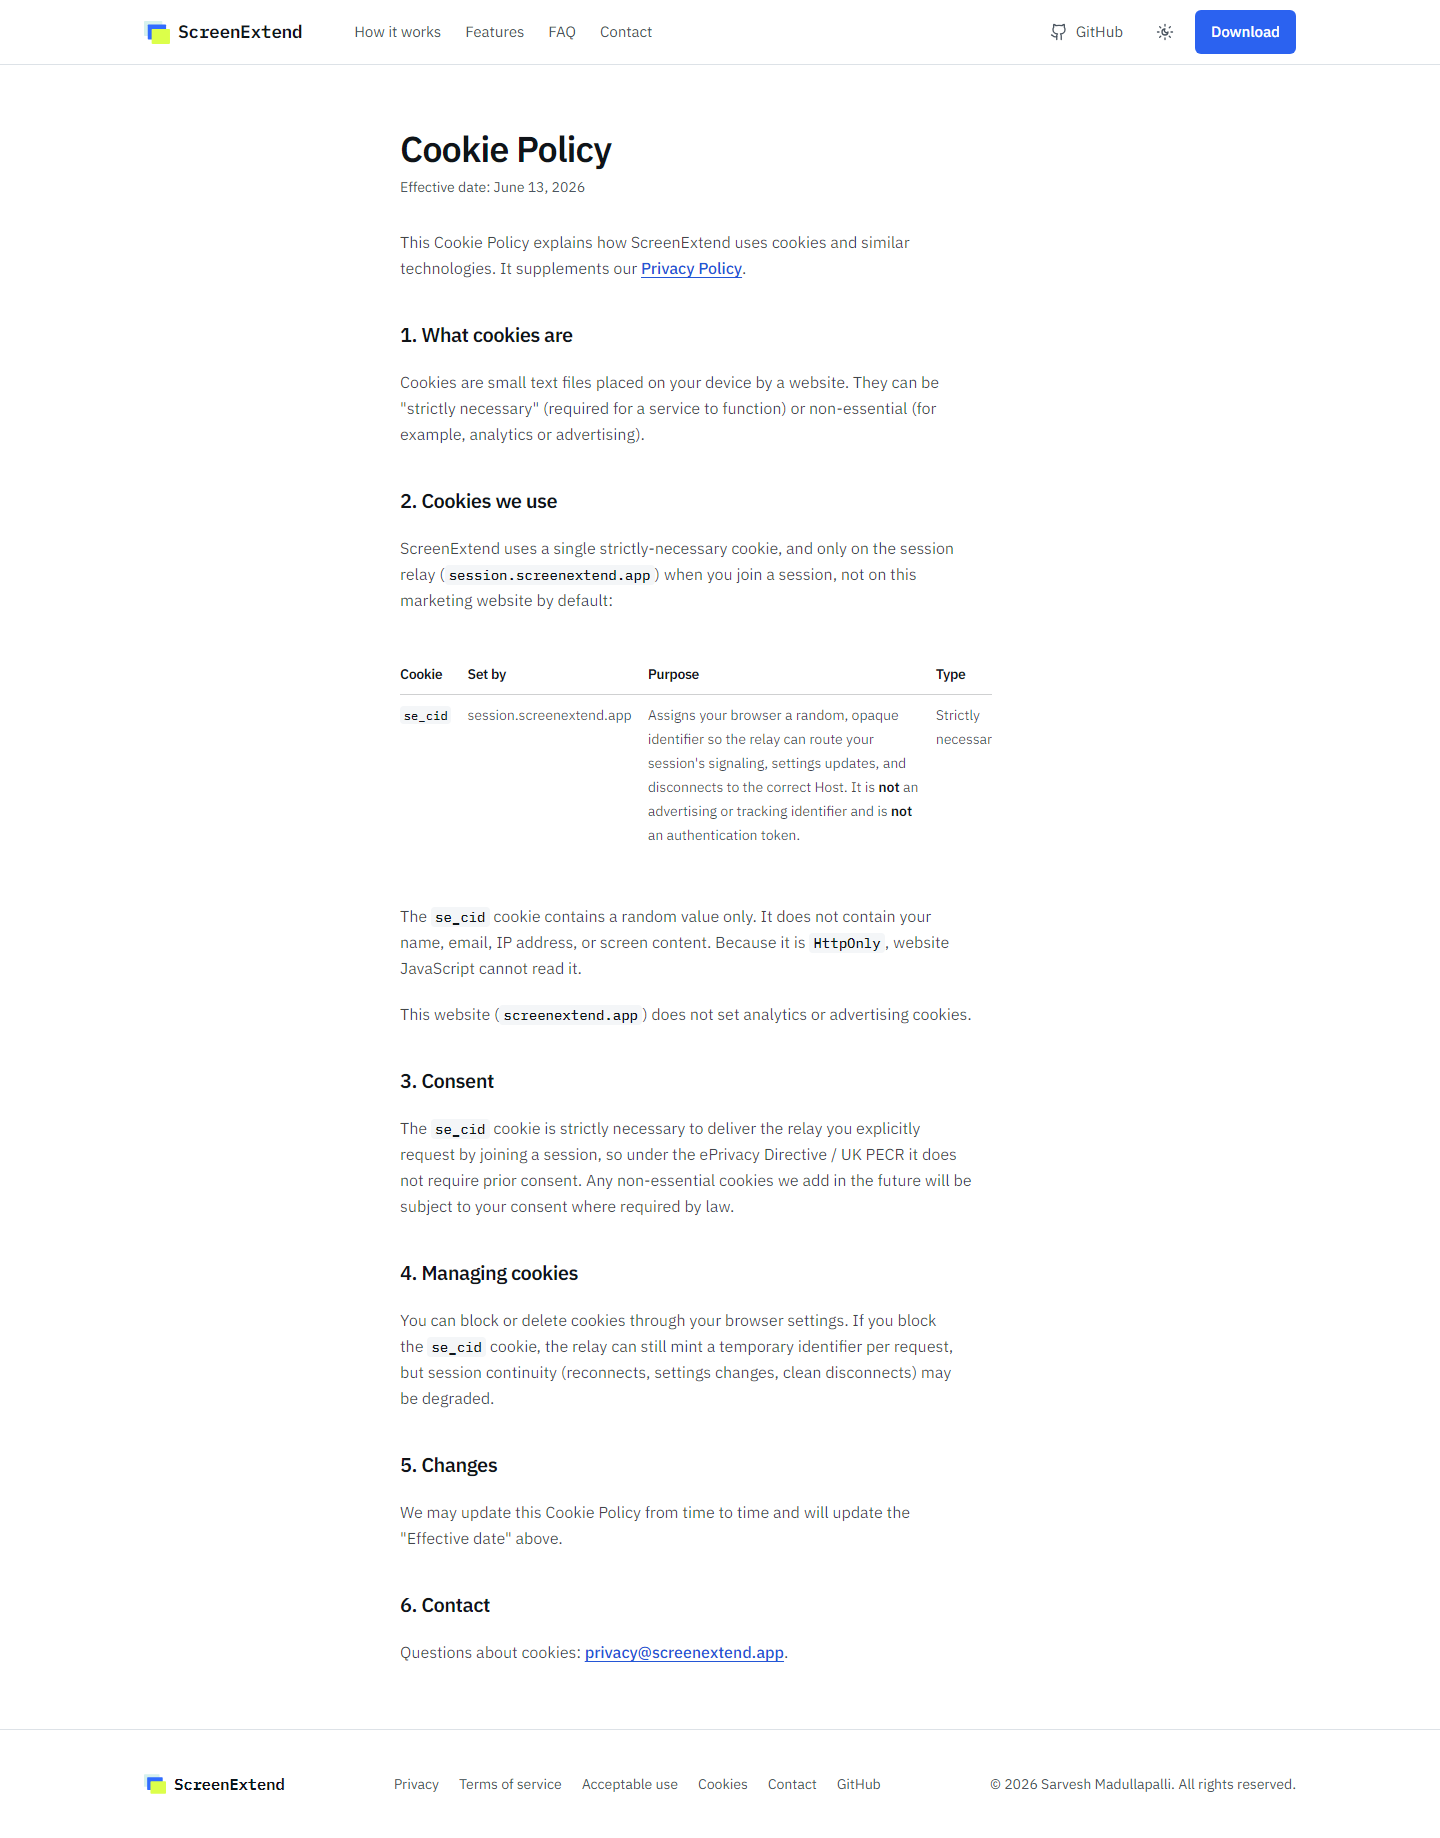 ScreenExtend How it works Features FAQ Contact GitHub Download
Cookie Policy
Effective date: June 13, 2026
This Cookie Policy explains how ScreenExtend uses cookies and similar
technologies. It supplements our Privacy Policy.
1. What cookies are
Cookies are small text files placed on your device by a website. They can be
"strictly necessary" (required for a service to function) or non-essential (for
example, analytics or advertising).
2. Cookies we use
ScreenExtend uses a single strictly-necessary cookie, and only on the session
relay (session.screenextend.app) when you join a session, not on this
marketing website by default:
Cookie Set by Purpose Type
se_cid session.screenextend.app Assigns your browser a random, opaque Strictly
identifier so the relay can route your necessar
session's signaling, settings updates, and
disconnects to the correct Host. It is not an
advertising or tracking identifier and is not
an authentication token.
The se_cid cookie contains a random value only. It does not contain your
name, email, IP address, or screen content. Because it is HttpOnly, website
JavaScript cannot read it.
This website (screenextend.app) does not set analytics or advertising cookies.
3. Consent
The se_cid cookie is strictly necessary to deliver the relay you explicitly
request by joining a session, so under the ePrivacy Directive / UK PECR it does
not require prior consent. Any non-essential cookies we add in the future will be
subject to your consent where required by law.
4. Managing cookies
You can block or delete cookies through your browser settings. If you block
the se_cid cookie, the relay can still mint a temporary identifier per request,
but session continuity (reconnects, settings changes, clean disconnects) may
be degraded.
5. Changes
We may update this Cookie Policy from time to time and will update the
"Effective date" above.
6. Contact
Questions about cookies: privacy@screenextend.app.
ScreenExtend Privacy Terms of service Acceptable use Cookies Contact GitHub © 2026 Sarvesh Madullapalli. All rights reserved.